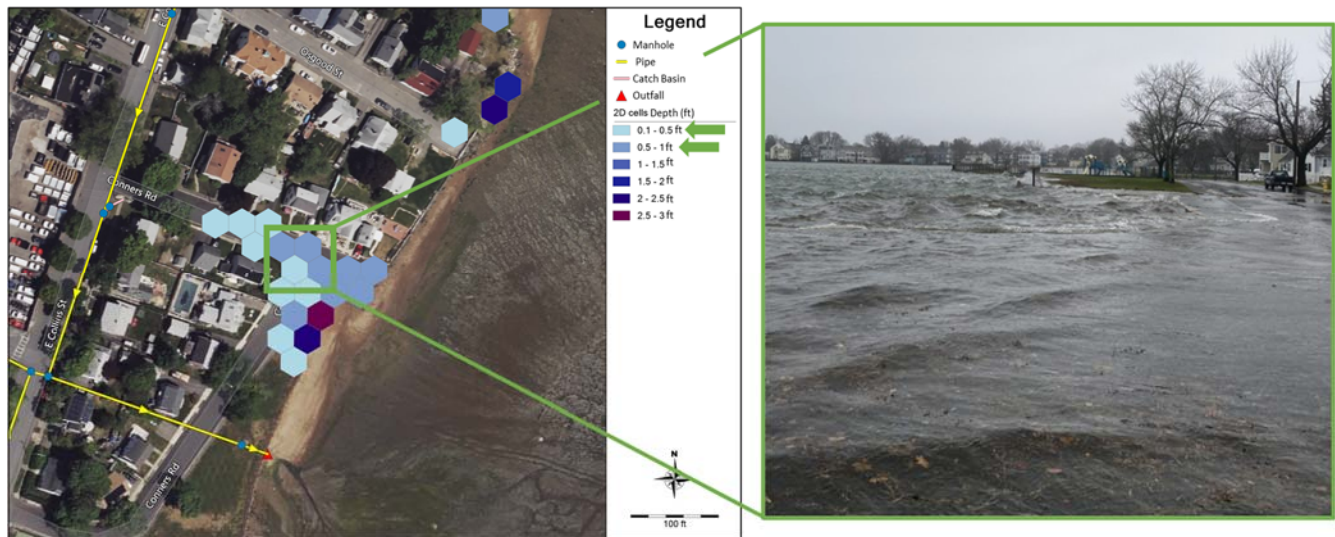 E Co
Osgood St
Conners Rd
E Collins St
C
Conners Rd
Legend
Manhole
Pipe
Catch Basin
Outfall
2D cells Depth (ft)
0.1 - 0.5 ft
0.5 - 1ft
1 - 1.5 ft
1.5 - 2 ft
2 - 2.5 ft
2.5 - 3 ft
N
100 ft